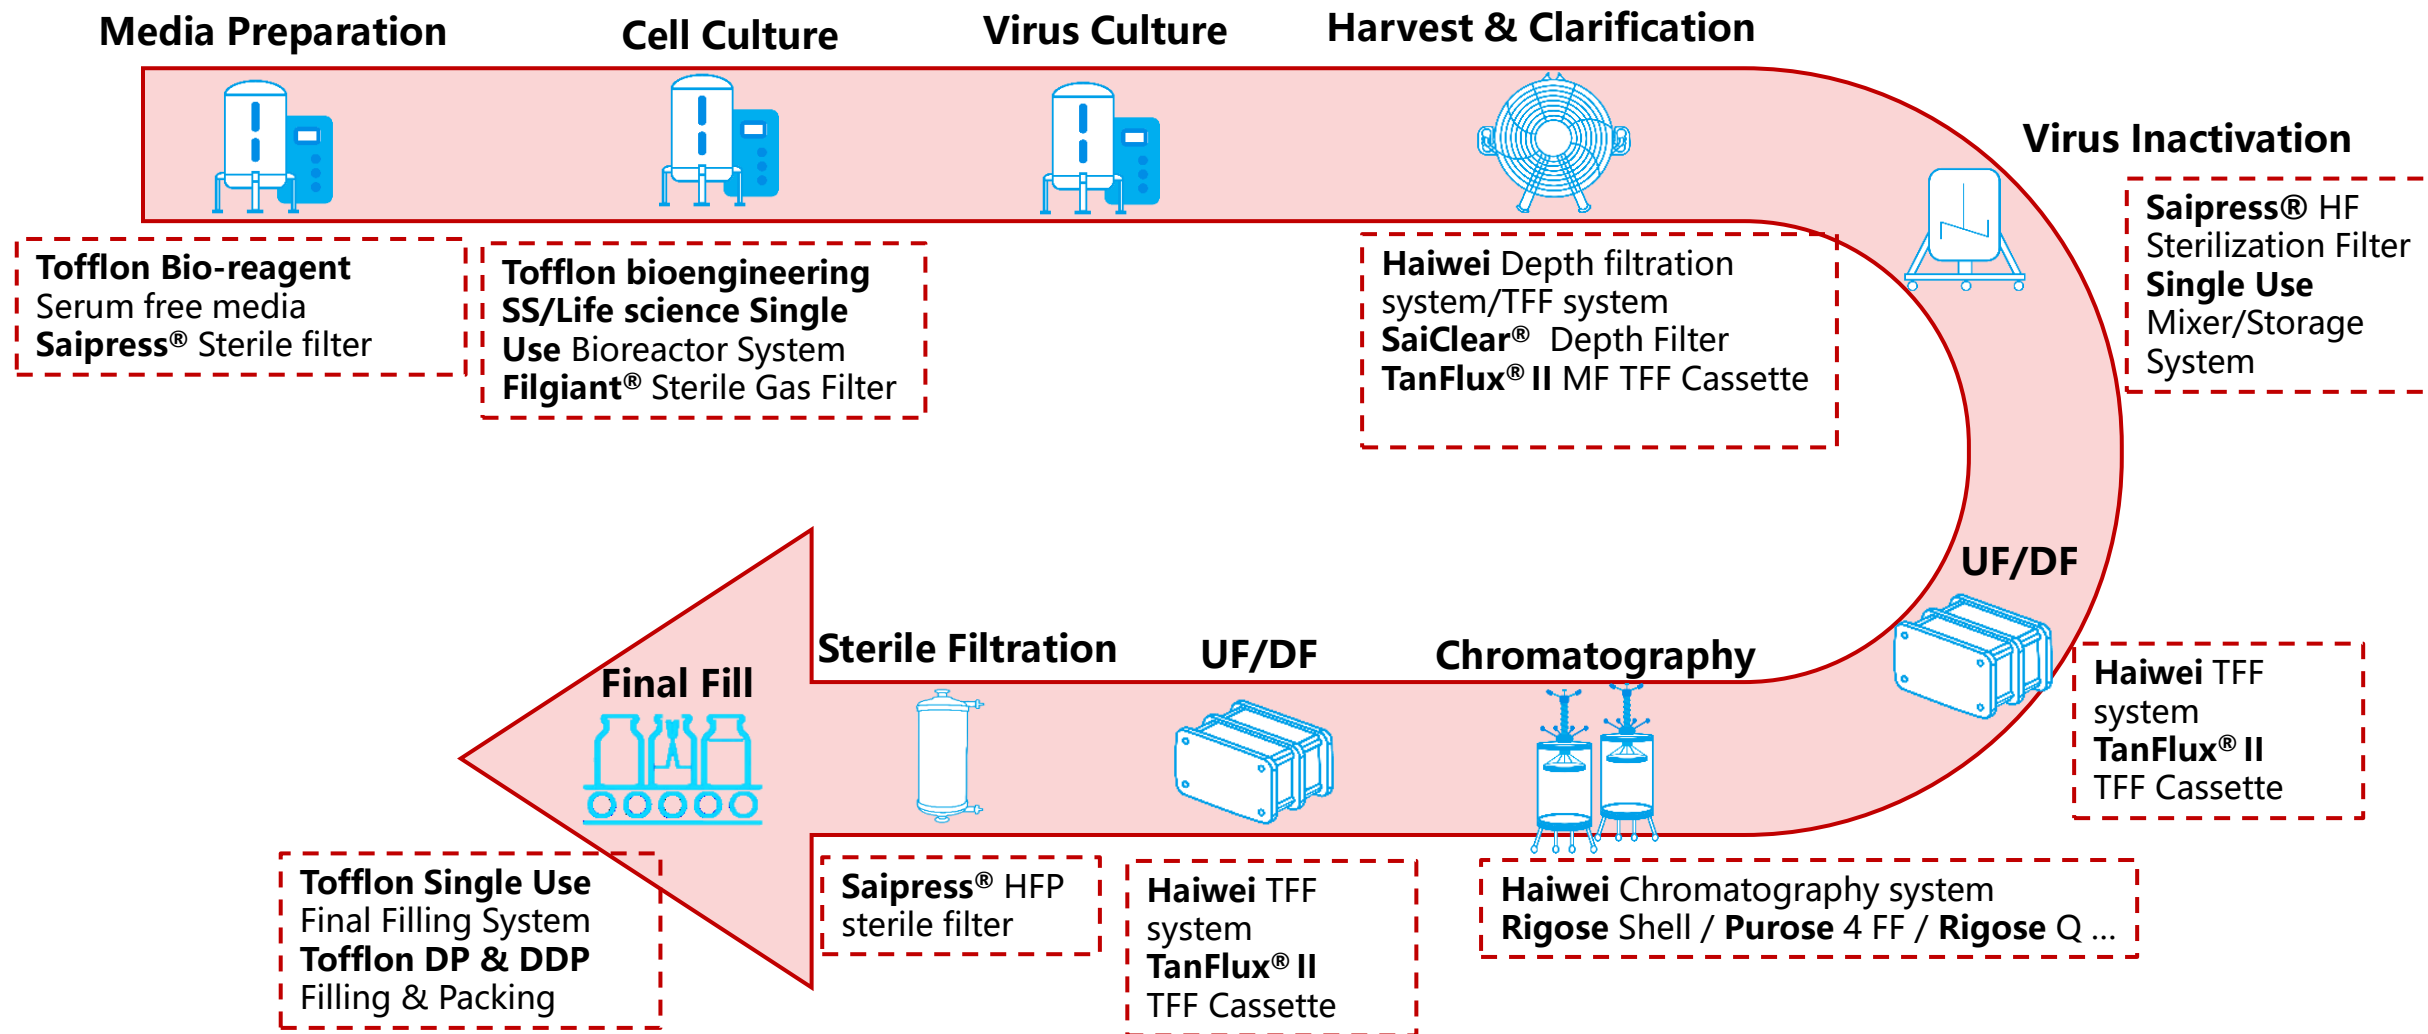 Media Preparation
Cell Culture
Virus Culture
Harvest & Clarification
Virus Inactivation
Tofflon Bio-reagent
Serum free media
Saipress® Sterile filter
Tofflon bioengineering
SS/Life science Single
Use Bioreactor System
Filgiant® Sterile Gas Filter
Haiwei Depth filtration
system/TFF system
SaiClear® Depth Filter
TanFlux® II MF TFF Cassette
Saipress® HF
Sterilization Filter
Single Use
Mixer/Storage
System
UF/DF
Haiwei TFF
system
TanFlux® II
TFF Cassette
Chromatography
Haiwei Chromatography system
Rigose Shell / Purose 4 FF / Rigose Q ...
UF/DF
Haiwei TFF
system
TanFlux® II
TFF Cassette
Sterile Filtration
Saipress® HFP
sterile filter
Final Fill
Tofflon Single Use
Final Filling System
Tofflon DP & DDP
Filling & Packing